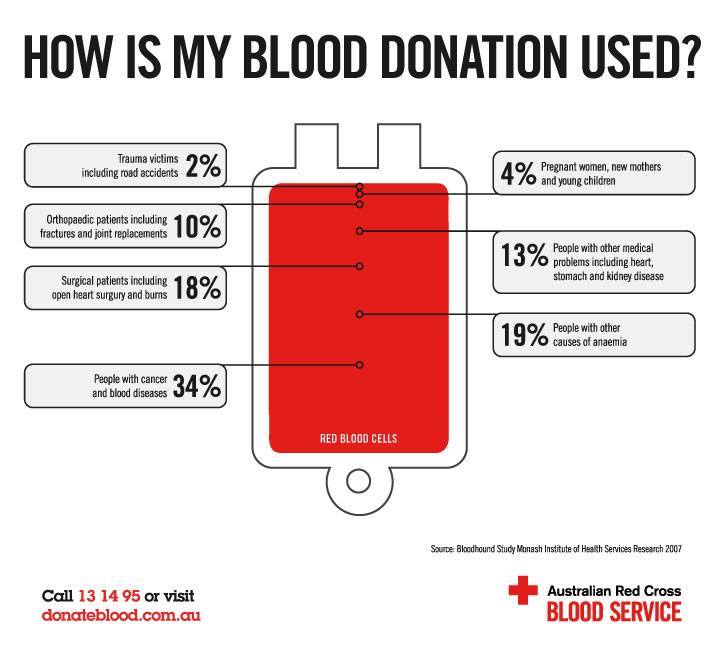 HOW IS MY BLOOD DONATION USED?
Trauma victims
including road accidents 2%
4% Pregnant women, new mothers
and young children
Orthopaedic patients including
fractures and joint replacements 10%
13% People with other medical
problems including heart,
stomach and kidney disease
Surgical patients including
open heart surgury and burns 18%
19% People with other
causes of anaemia
People with cancer
and blood diseases 34%
RED BLOOD CELLS
Source: Bloodhound Study Monash Institute of Health Services Research 2007
Call 13 14 95 or visit
donateblood.com.au
Australian Red Cross
BLOOD SERVICE